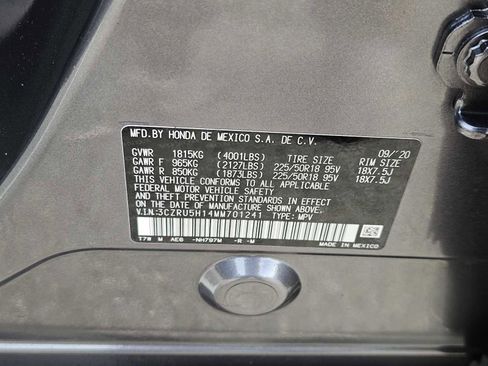 MFD.BY HONDA DE MEXICO S.A. DE C.V. 09/'20
GVWR 1815KG (4001LBS) TIRE SIZE RIM SIZE
GAWR F 965KG (2127LBS) 225/50R18 95V 18X7.5J
GAWR R 850KG (1873LBS) 225/50R18 95V 18X7.5J
THIS VEHICLE CONFORMS TO ALL APPLICABLE
FEDERAL MOTOR VEHICLE SAFETY AND
THEFT PREVENTION STANDARDS IN EFFECT ON
THE DATE OF MANUFACTURE SHOWN ABOVE.
V.I.N:3CZRU5H14MM701241 TYPE: MPV
T7W M AE6 -NH797M -R -M MADE IN MEXICO